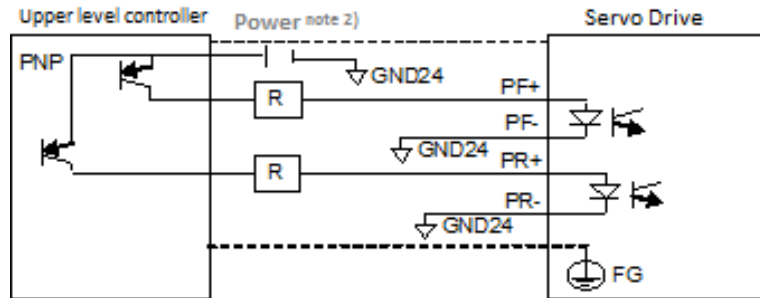 Upper level controller Power note 2) Servo Drive
PNP
GND24
R PF+
PF-
GND24
R PR+
PR-
GND24
FG